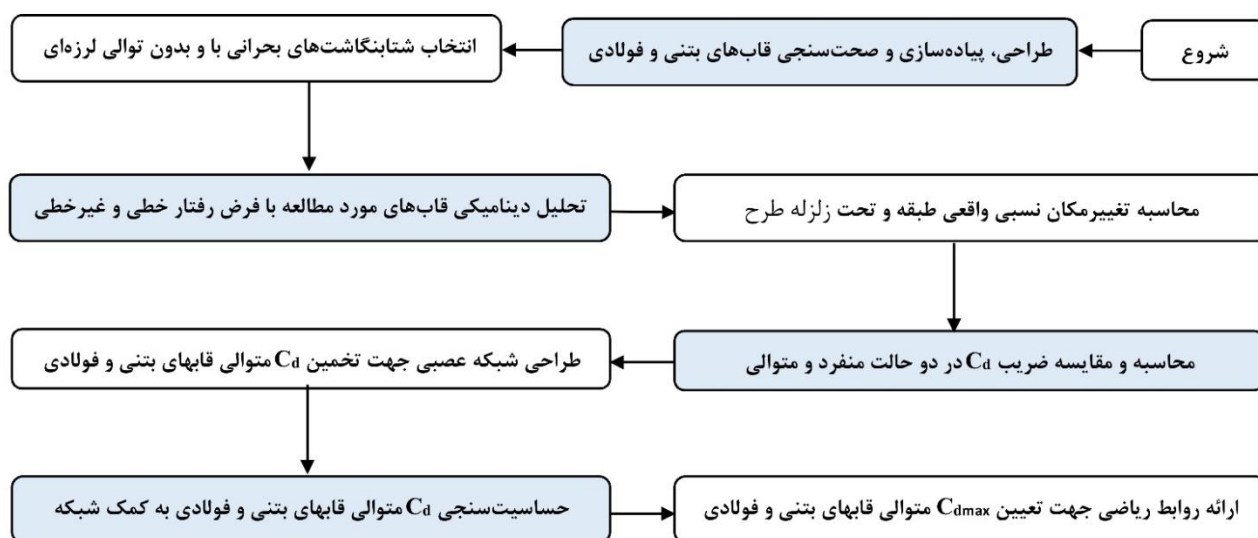 شروع
طراحی، پیاده‌سازی و صحت‌سنجی قاب‌های بتنی و فولادی
انتخاب شتابنگاشت‌های بحرانی با و بدون توالی لرزه‌ای
تحلیل دینامیکی قاب‌های مورد مطالعه با فرض رفتار خطی و غیرخطی
محاسبه تغییرمکان نسبی واقعی طبقه و تحت زلزله طرح
محاسبه و مقایسه ضریب Cd در دو حالت منفرد و متوالی
طراحی شبکه عصبی جهت تخمین Cd متوالی قابهای بتنی و فولادی
حساسیت‌سنجی Cd متوالی قابهای بتنی و فولادی به کمک شبکه
ارائه روابط ریاضی جهت تعیین Cdmax متوالی قابهای بتنی و فولادی